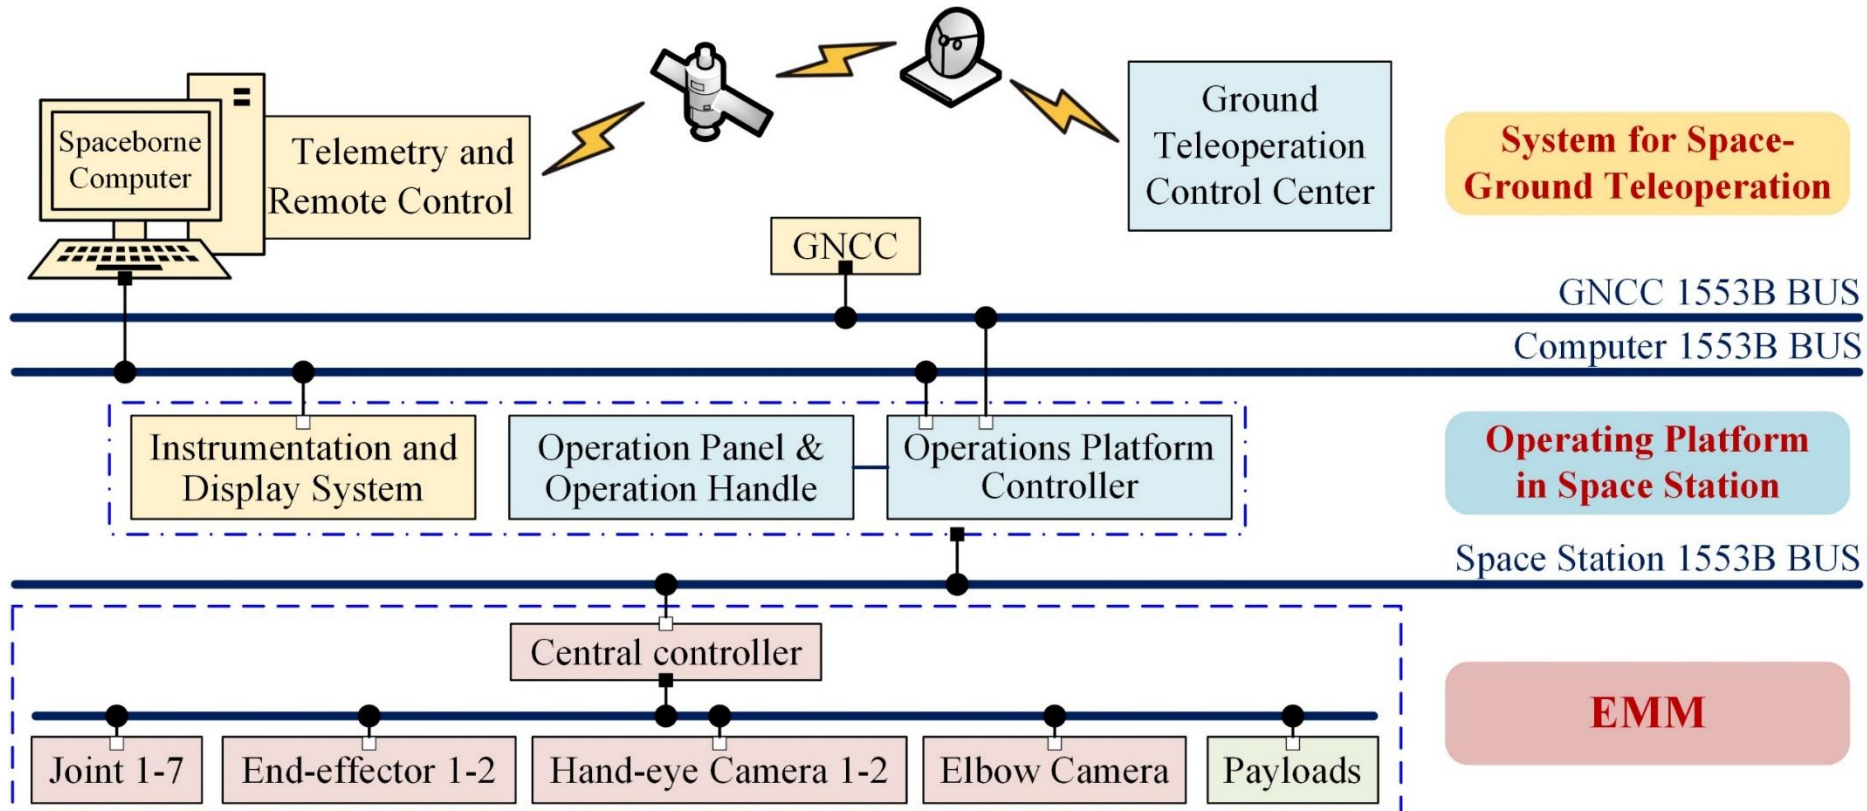 Spaceborne
Computer
Telemetry and
Remote Control
Ground
Teleoperation
Control Center
System for Space-
Ground Teleoperation
GNCC
GNCC 1553B BUS
Computer 1553B BUS
Instrumentation and
Display System
Operation Panel &
Operation Handle
Operations Platform
Controller
Operating Platform
in Space Station
Space Station 1553B BUS
Central controller
EMM
Joint 1-7
End-effector 1-2
Hand-eye Camera 1-2
Elbow Camera
Payloads